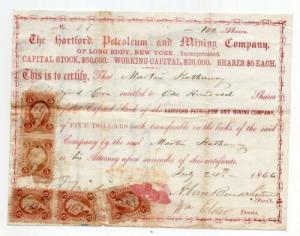 No. 100 Shares.
The Hartford Petroleum and Mining Company,
OF LONG EDDY, NEW YORK. Incorporated.
CAPITAL STOCK, $50,000. WORKING CAPITAL, $20,000. SHARES $5 EACH.
This is to certify, That Martin Hathaway
entitled to One Hundred Shares
of the Capital Stock of the HARTFORD PETROLEUM AND MINING COMPANY,
of FIVE DOLLARS each transferable on the books of the said
Company by the said Martin Hathaway
or his Attorney upon surrender of this certificate.
July 24th 1866
Pres't.
Wm Treas.